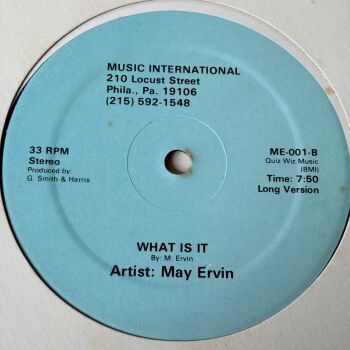 MUSIC INTERNATIONAL
210 Locust Street
Phila., Pa. 19106
(215) 592-1548
33 RPM
Stereo
Produced by:
G. Smith & Harris
ME-001-B
Quiz Wiz Music
(BMI)
Time: 7:50
Long Version
WHAT IS IT
By: M. Ervin
Artist: May Ervin